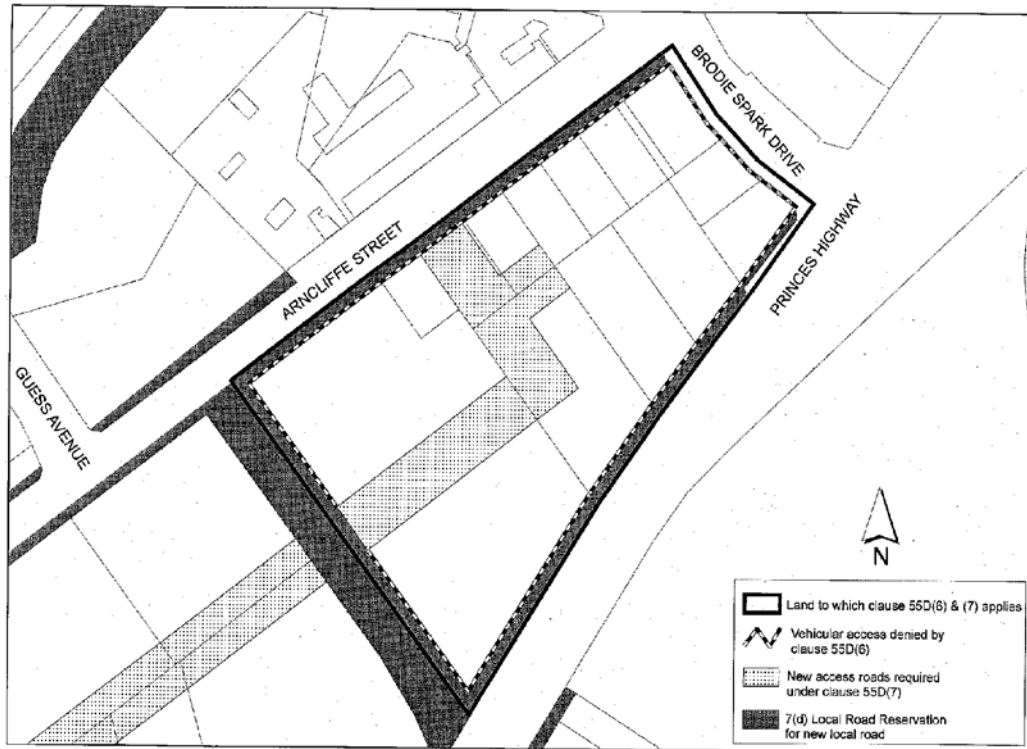 BRODIE SPARK DRIVE
PRINCES HIGHWAY
ARNCLIFFE STREET
GUESS AVENUE
N
Land to which clause 55D(6) & (7) applies
Vehicular access denied by
clause 55D(6)
New access roads required
under clause 55D(7)
7(d) Local Road Reservation
for new local road